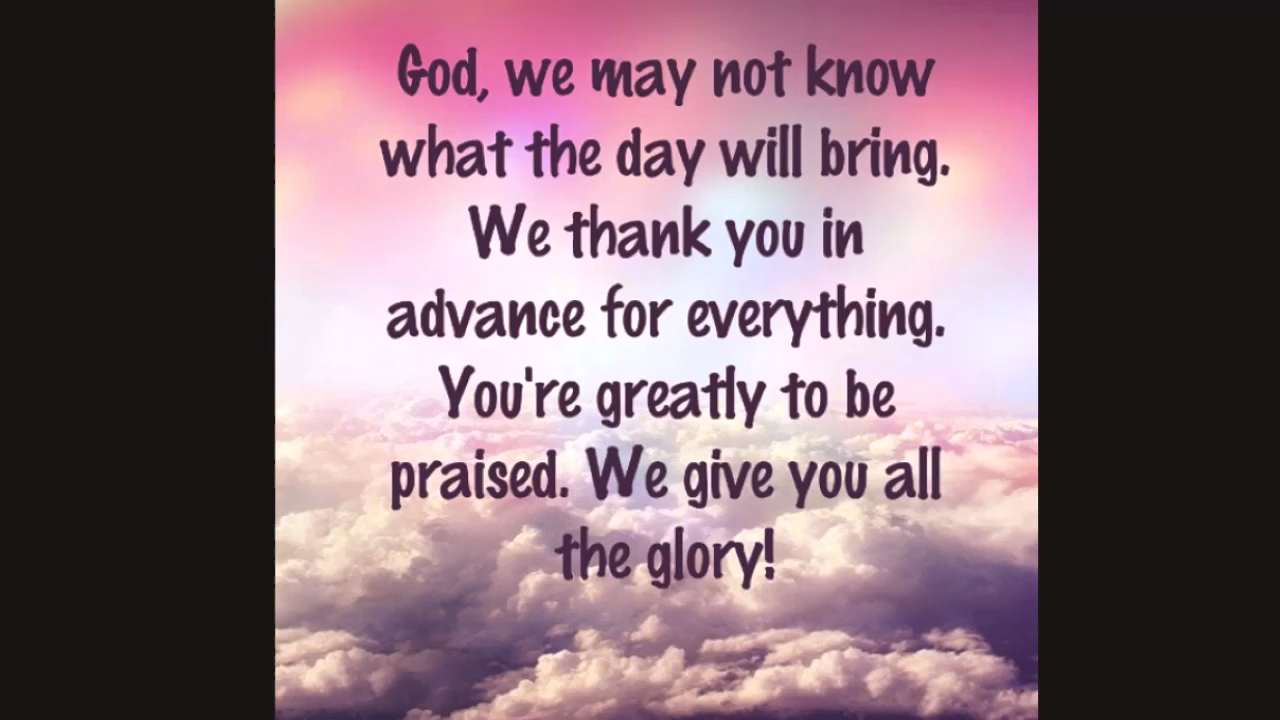 God, we may not know
what the day will bring.
We thank you in
advance for everything.
You're greatly to be
praised. We give you all
the glory!